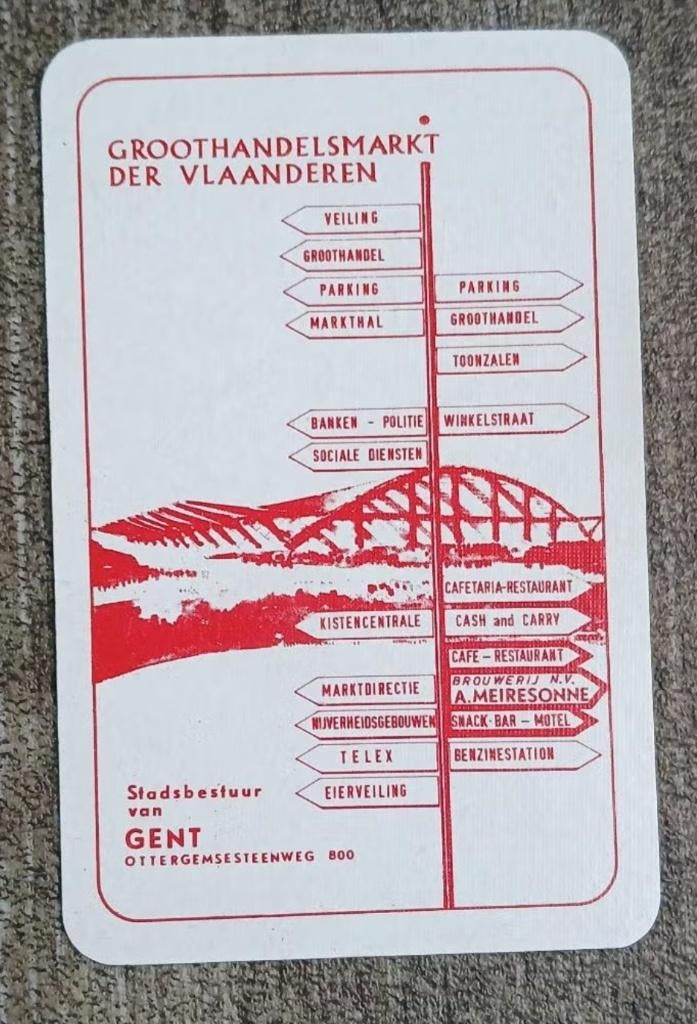 GROOTHANDELSMARKT
DER VLAANDEREN
VEILING
GROOTHANDEL
PARKING
PARKING
MARKTHAL
GROOTHANDEL
TOONZALEN
BANKEN - POLITIE
WINKELSTRAAT
SOCIALE DIENSTEN
CAFETARIA-RESTAURANT
KISTENCENTRALE
CASH and CARRY
CAFE - RESTAURANT
MARKTDIRECTIE
BROUWERIJ N.V.
A. MEIRESONNE
NIJVERHEIDSGEBOUWEN
SNACK-BAR - MOTEL
TELEX
BENZINESTATION
EIERVEILING
Stadsbestuur
van
GENT
OTTERGEMSESTEENWEG 800